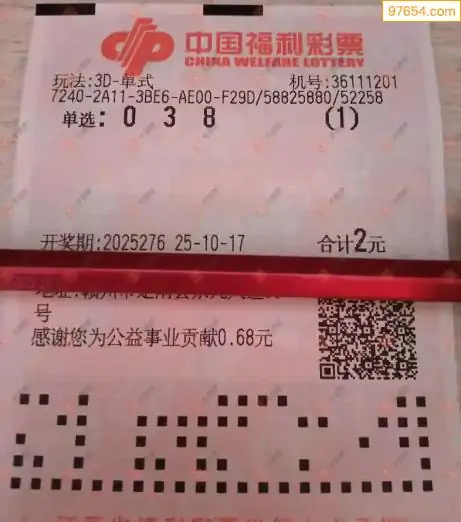 97654.com
中国福利彩票
CHINA WELFARE LOTTERY
玩法:3D-单式 机号:36111201
7240-2A11-3BE6-AE00-F29D/58825880/52258
单选: 0 3 8 (1)
开奖期:2025276 25-10-17 合计2元
号
感谢您为公益事业贡献0.68元